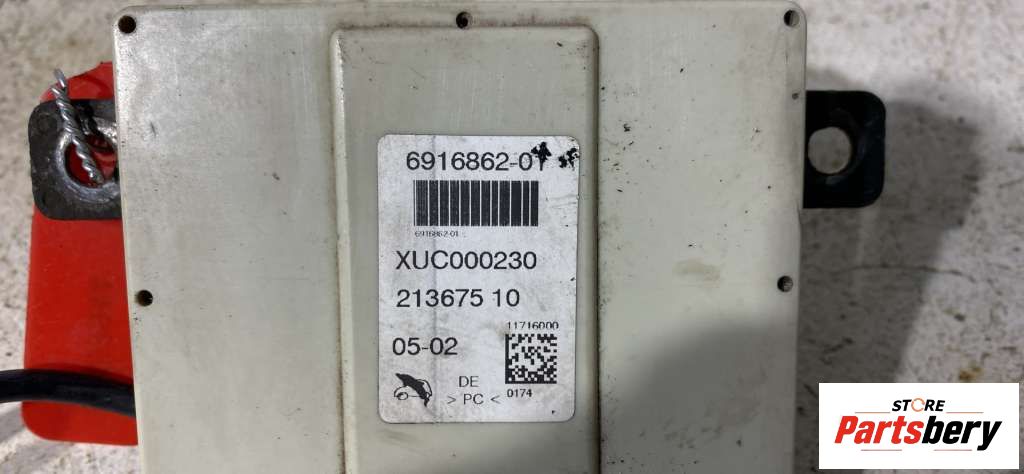 6916862-01
6916862-01
XUC000230
213675 10
11716000
05-02
DE
> PC <
0174
STORE
Partsbery